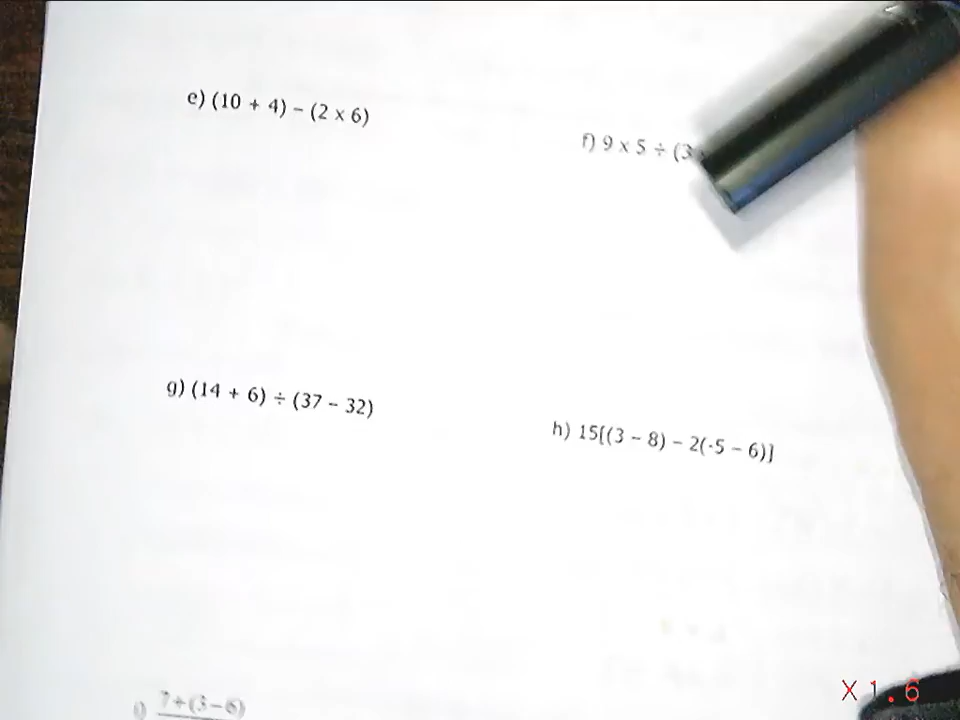 e) (10 + 4) – (2 x 6)
f) 9 x 5 ÷ (3
g) (14 + 6) ÷ (37 – 32)
h) 15[(3 – 8) – 2(-5 – 6)]
i) 7+(3−6)
X1.6